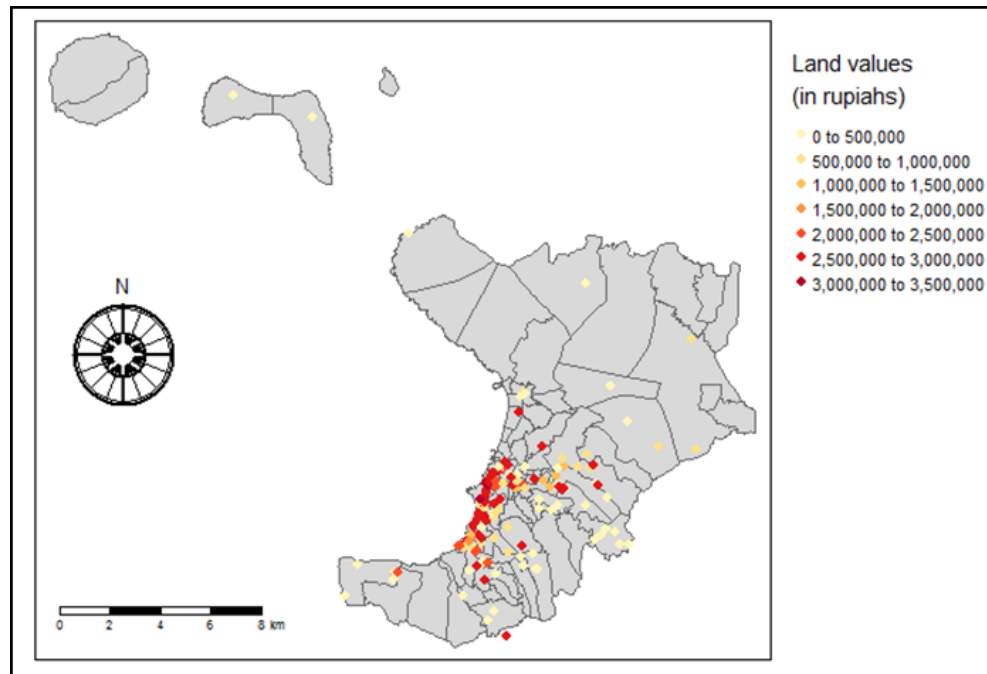 Land values
(in rupiahs)
0 to 500,000
500,000 to 1,000,000
1,000,000 to 1,500,000
1,500,000 to 2,000,000
2,000,000 to 2,500,000
2,500,000 to 3,000,000
3,000,000 to 3,500,000
N
0 2 4 6 8 km